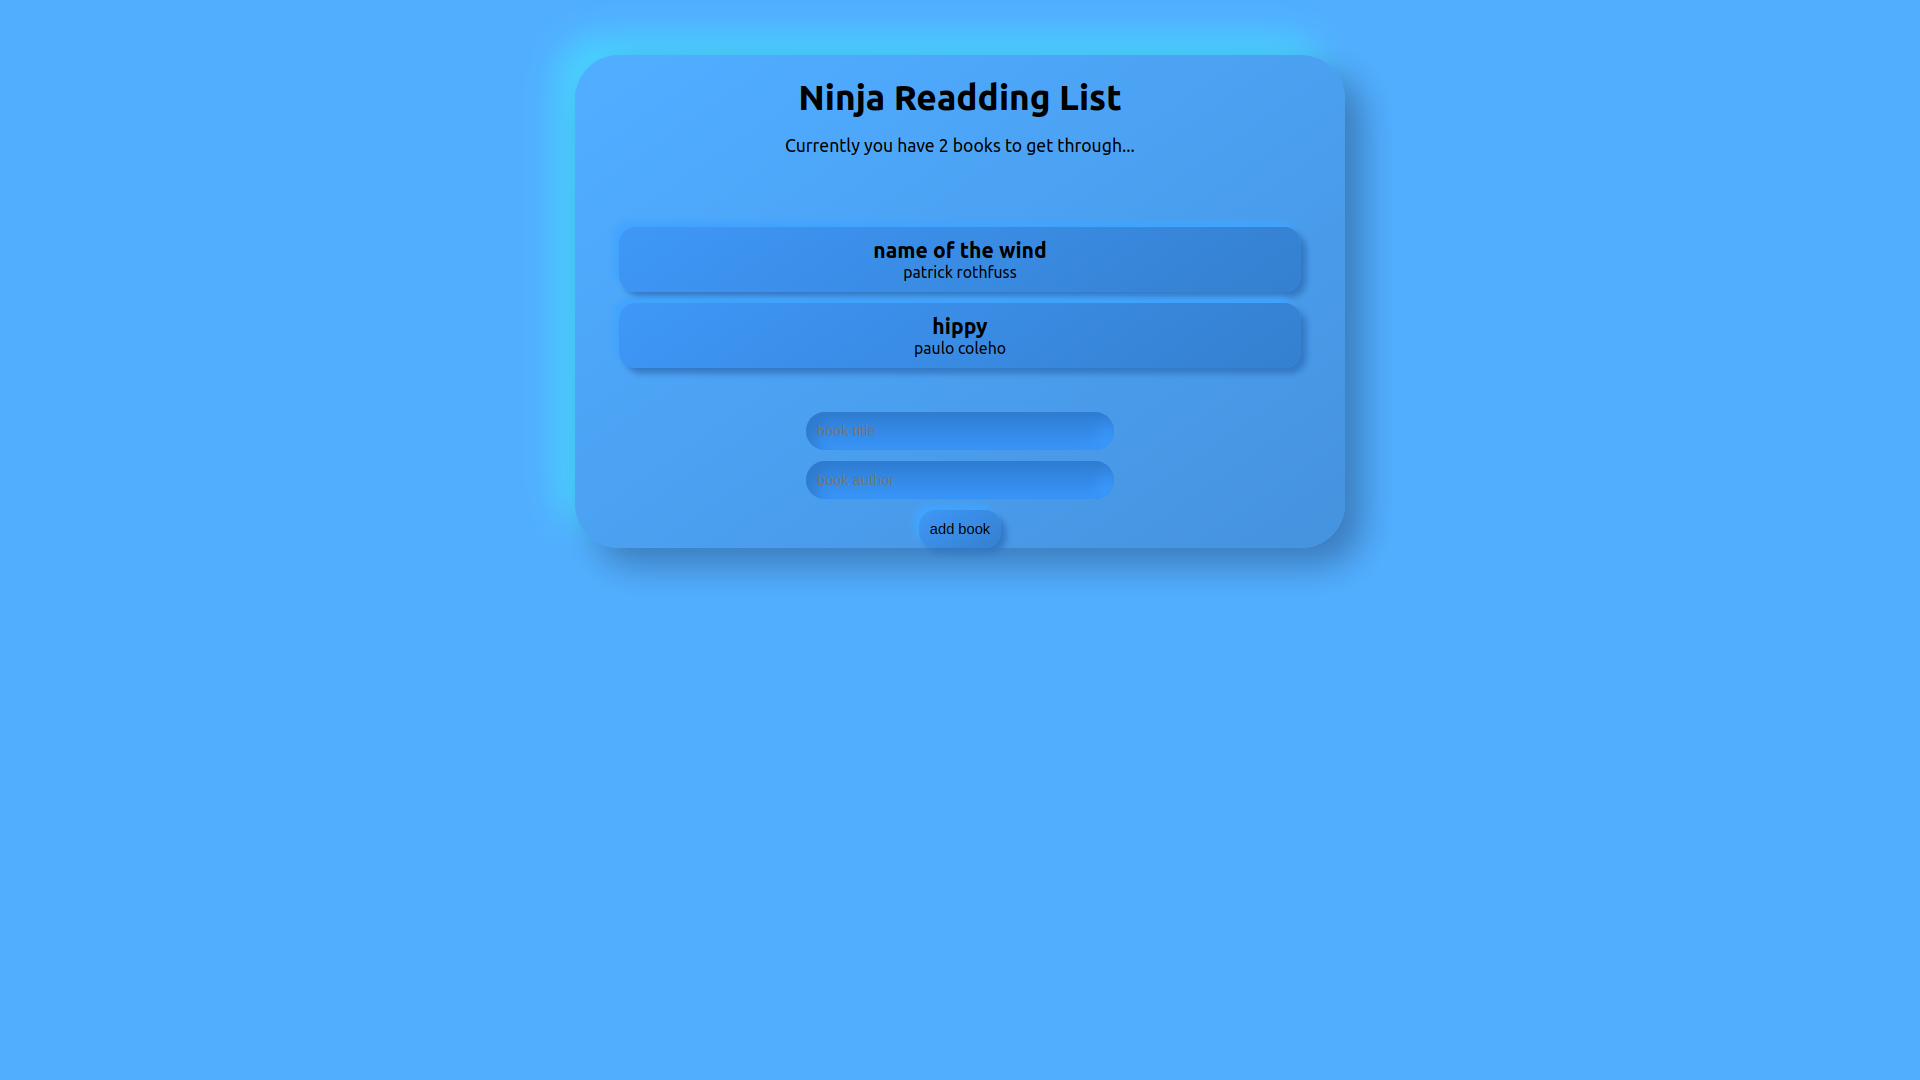 Ninja Readding List
Currently you have 2 books to get through...
name of the wind
patrick rothfuss
hippy
paulo coleho
book title
book author
add book